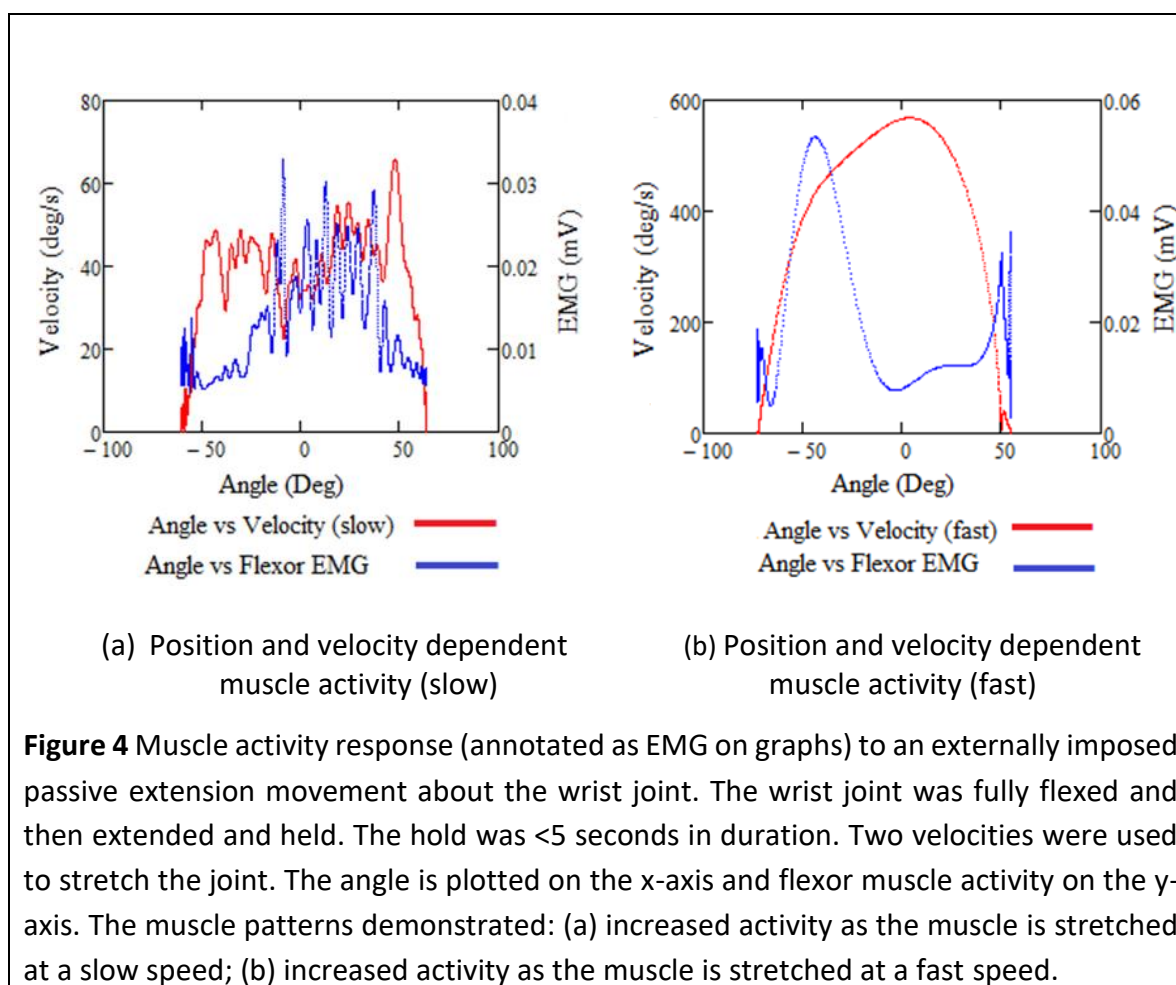 80
0.04
600
0.06
60
0.03
Velocity (deg/s)
40
0.02
EMG (mV)
400
0.04
Velocity (deg/s)
EMG (mV)
20
0.01
200
0.02
0
0
0
0
−100
−50
0
50
100
−100
−50
0
50
100
Angle (Deg)
Angle (Deg)
Angle vs Velocity (slow)
Angle vs Flexor EMG
Angle vs Velocity (fast)
Angle vs Flexor EMG
(a) Position and velocity dependent
muscle activity (slow)
(b) Position and velocity dependent
muscle activity (fast)
Figure 4 Muscle activity response (annotated as EMG on graphs) to an externally imposed
passive extension movement about the wrist joint. The wrist joint was fully flexed and
then extended and held. The hold was <5 seconds in duration. Two velocities were used
to stretch the joint. The angle is plotted on the x-axis and flexor muscle activity on the y-
axis. The muscle patterns demonstrated: (a) increased activity as the muscle is stretched
at a slow speed; (b) increased activity as the muscle is stretched at a fast speed.